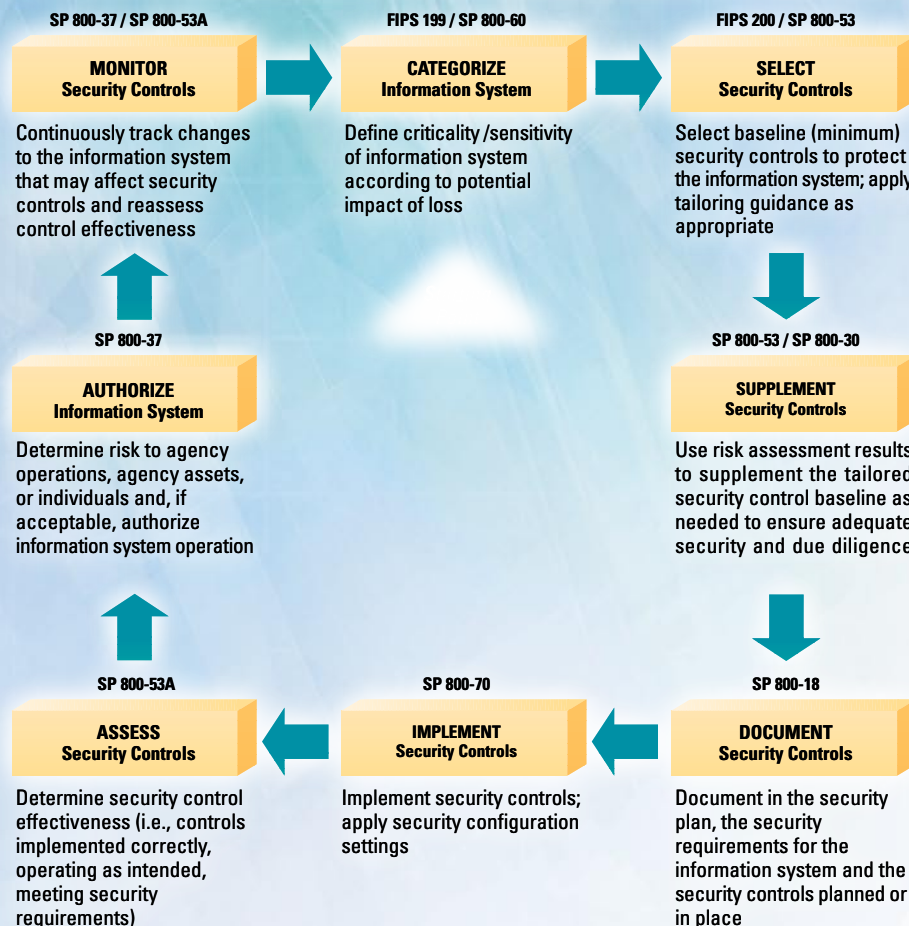 SP 800-37 / SP 800-53A
MONITOR
Security Controls
Continuously track changes
to the information system
that may affect security
controls and reassess
control effectiveness
FIPS 199 / SP 800-60
CATEGORIZE
Information System
Define criticality /sensitivity
of information system
according to potential
impact of loss
FIPS 200 / SP 800-53
SELECT
Security Controls
Select baseline (minimum)
security controls to protect
the information system; apply
tailoring guidance as
appropriate
SP 800-53 / SP 800-30
SUPPLEMENT
Security Controls
Use risk assessment results
to supplement the tailored
security control baseline as
needed to ensure adequate
security and due diligence
SP 800-18
DOCUMENT
Security Controls
Document in the security
plan, the security
requirements for the
information system and the
security controls planned or
in place
SP 800-70
IMPLEMENT
Security Controls
Implement security controls;
apply security configuration
settings
SP 800-53A
ASSESS
Security Controls
Determine security control
effectiveness (i.e., controls
implemented correctly,
operating as intended,
meeting security
requirements)
SP 800-37
AUTHORIZE
Information System
Determine risk to agency
operations, agency assets,
or individuals and, if
acceptable, authorize
information system operation